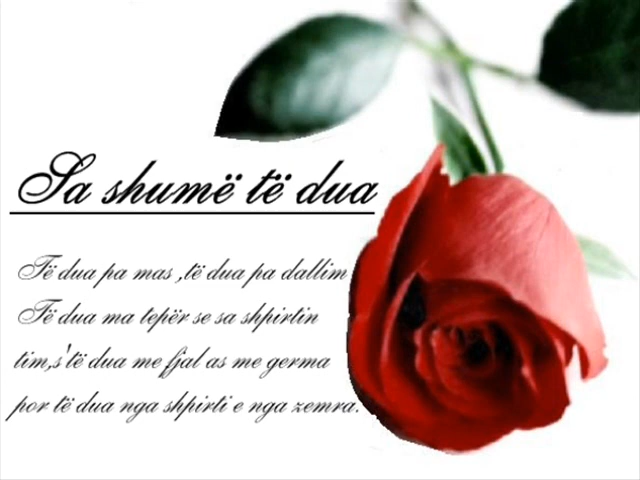 Sa shumë të dua
Të dua pa mas ,të dua pa dallim
Të dua ma tepër se sa shpirtin
tim,s'të dua me fjal as me germa
por të dua nga shpirti e nga zemra.